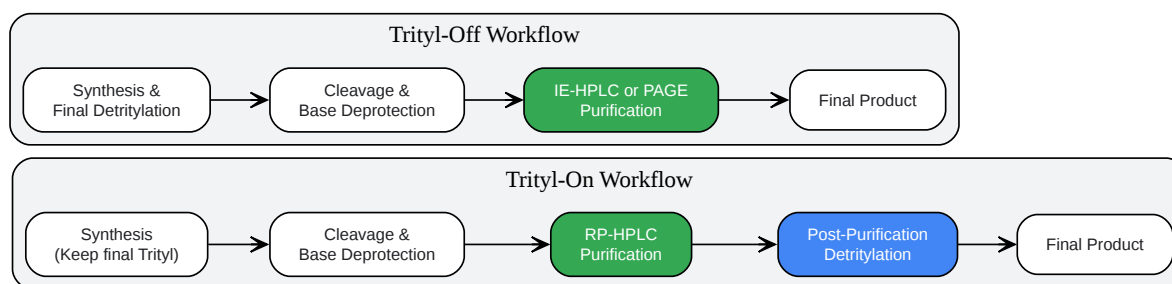 Trityl-Off Workflow
Synthesis &
Final Detritylation
Cleavage &
Base Deprotection
IE-HPLC or PAGE
Purification
Final Product
Trityl-On Workflow
Synthesis
(Keep final Trityl)
Cleavage &
Base Deprotection
RP-HPLC
Purification
Post-Purification
Detritylation
Final Product